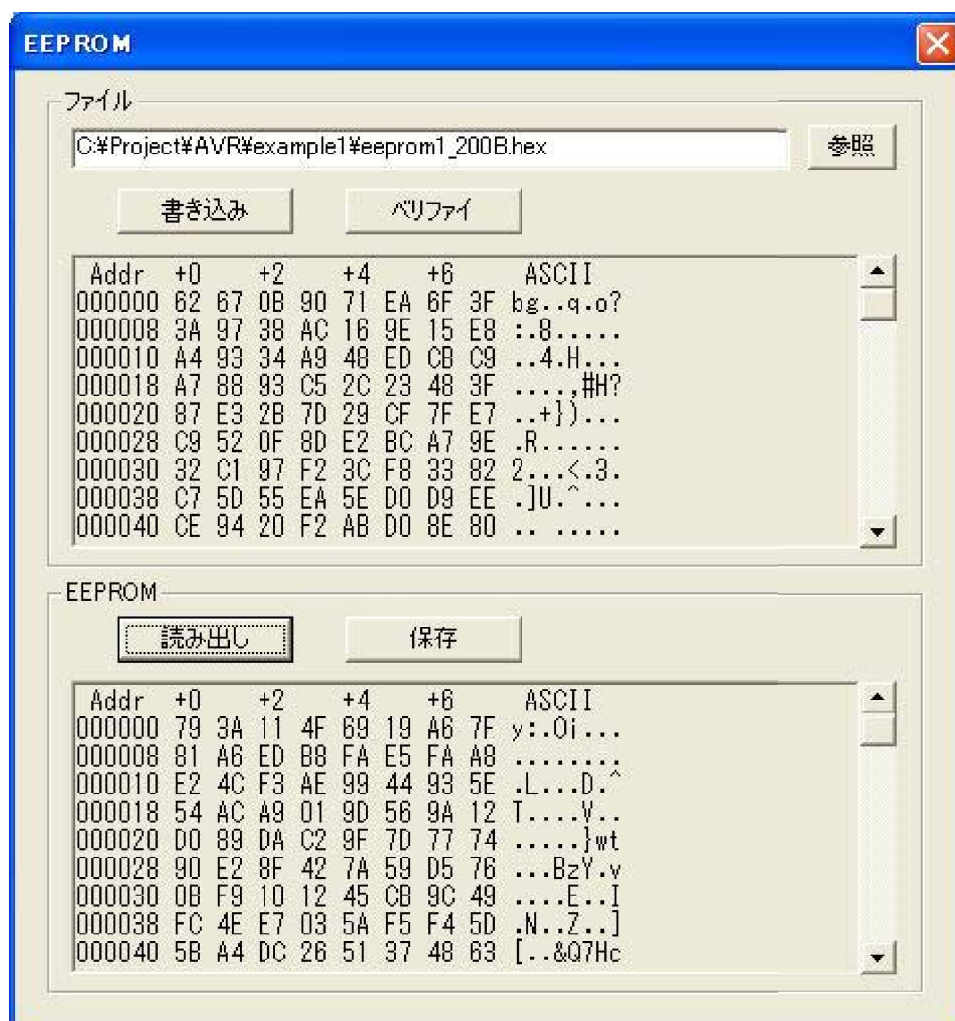 EEPROM
ファイル
C:¥Project¥AVR¥example1¥eeprom1_200B.hex 参照
書き込み ベリファイ
Addr +0 +2 +4 +6 ASCII
000000 62 67 0B 90 71 EA 6F 3F bg..q.o?
000008 3A 97 38 AC 16 9E 15 E8 :.8.....
000010 A4 93 34 A9 48 ED CB C9 ..4.H...
000018 A7 88 93 C5 2C 23 48 3F ....,#H?
000020 87 E3 2B 7D 29 CF 7F E7 ..+})...
000028 C9 52 0F 8D E2 BC A7 9E .R......
000030 32 C1 97 F2 3C F8 33 82 2...<.3.
000038 C7 5D 55 EA 5E D0 D9 EE .]U.^...
000040 CE 94 20 F2 AB D0 8E 80 .. .....
EEPROM
読み出し 保存
Addr +0 +2 +4 +6 ASCII
000000 79 3A 11 4F 69 19 A6 7F y:.Oi...
000008 81 A6 ED B8 FA E5 FA A8 ........
000010 E2 4C F3 AE 99 44 93 5E .L...D.^
000018 54 AC A9 01 9D 56 9A 12 T....V..
000020 D0 89 DA C2 9F 7D 77 74 .....}wt
000028 90 E2 8F 42 7A 59 D5 76 ...BzY.v
000030 0B F9 10 12 45 CB 9C 49 ....E..I
000038 FC 4E E7 03 5A F5 F4 5D .N..Z..]
000040 5B A4 DC 26 51 37 48 63 [..&Q7Hc